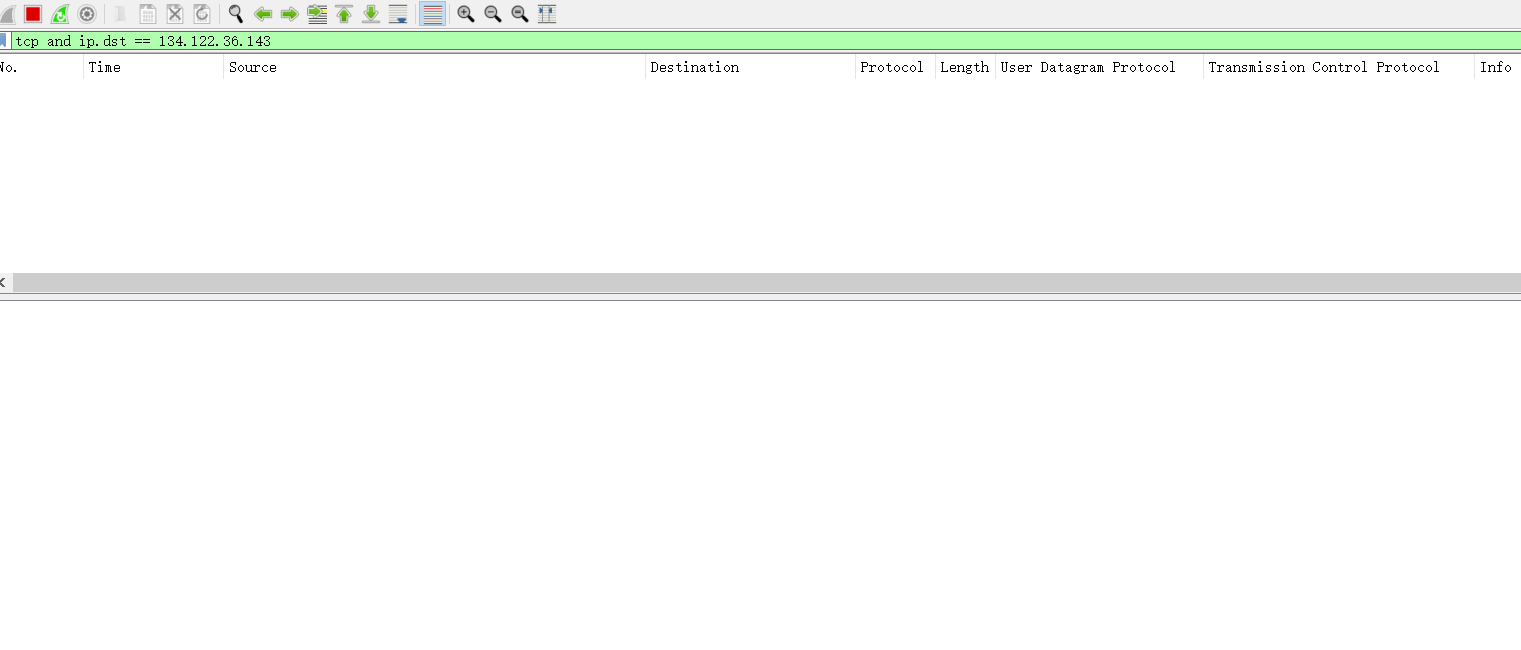 tcp and ip.dst == 134.122.36.143
No. Time Source Destination Protocol Length User Datagram Protocol Transmission Control Protocol Info